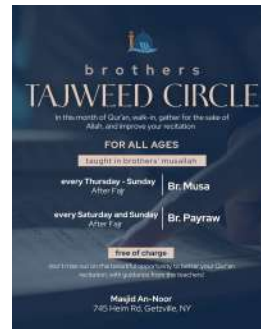 brothers
TAJWEED CIRCLE
In this month of Qur'an, walk-in, gather for the sake of
Allah, and improve your recitation
FOR ALL AGES
taught in brothers' musallah
every Thursday - Sunday
After Fajr
Br. Musa
every Saturday and Sunday
After Fajr
Br. Payraw
free of charge
don't miss out on this beautiful opportunity to better your Qur'an
recitation, with guidance from the teachers!
Masjid An-Noor
745 Heim Rd, Getzville, NY